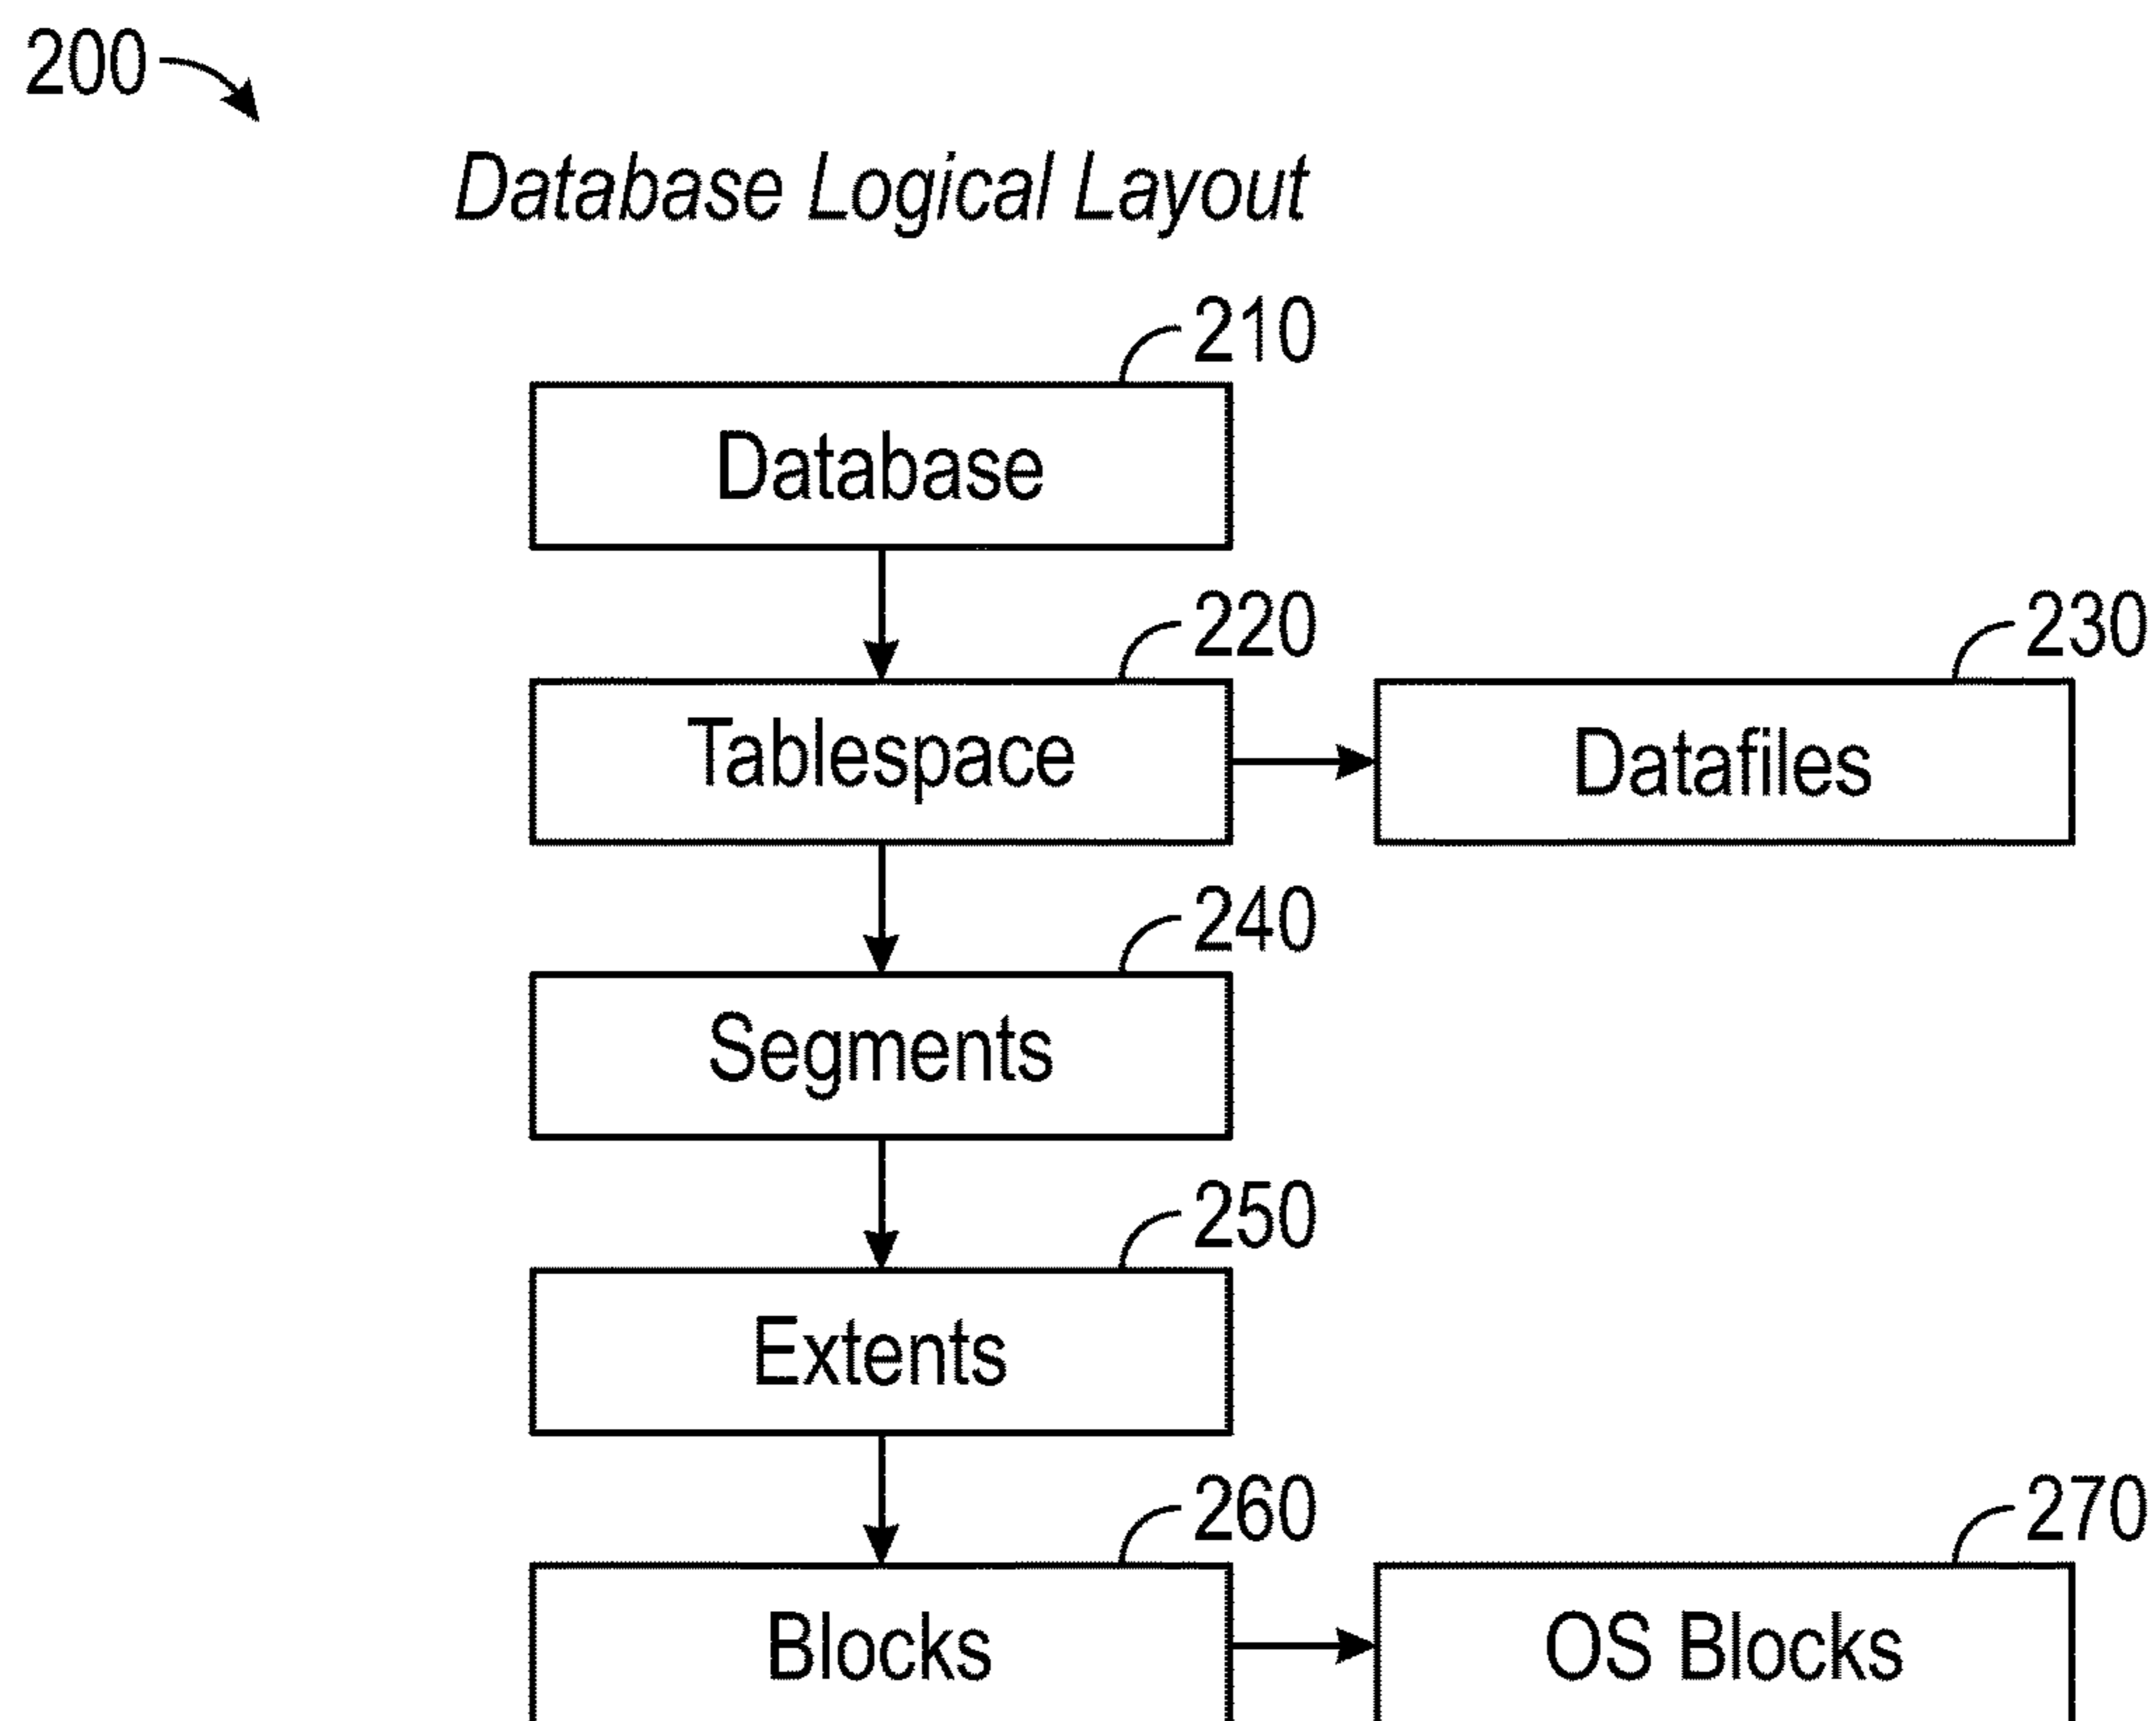 200
Database Logical Layout
210
Database
220
230
Tablespace
Datafiles
240
Segments
250
Extents
260
270
Blocks
OS Blocks